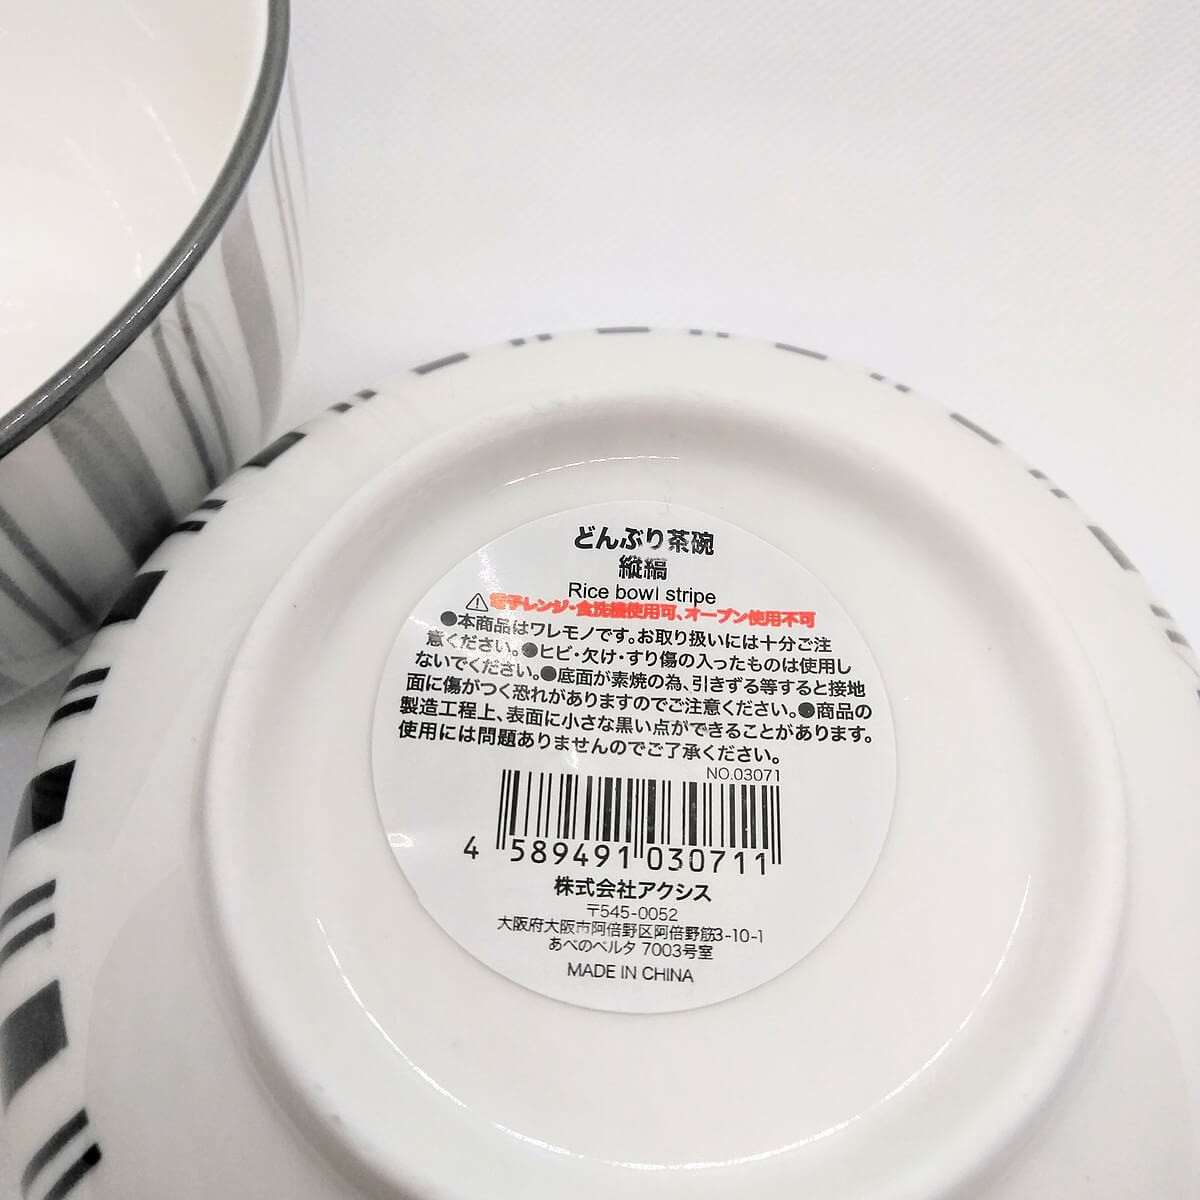 どんぶり茶碗
縦縞
Rice bowl stripe
⚠電子レンジ・食洗機使用可、オーブン使用不可
●本商品はワレモノです。お取り扱いには十分ご注
意ください。●ヒビ・欠け・すり傷の入ったものは使用し
ないでください。●底面が素焼の為、引きずる等すると接地
面に傷がつく恐れがありますのでご注意ください。●商品の
製造工程上、表面に小さな黒い点ができることがあります。
使用には問題ありませんのでご了承ください。
NO.03071
4 589491 030711
株式会社アクシス
〒545-0052
大阪府大阪市阿倍野区阿倍野筋3-10-1
あべのベルタ 7003号室
MADE IN CHINA